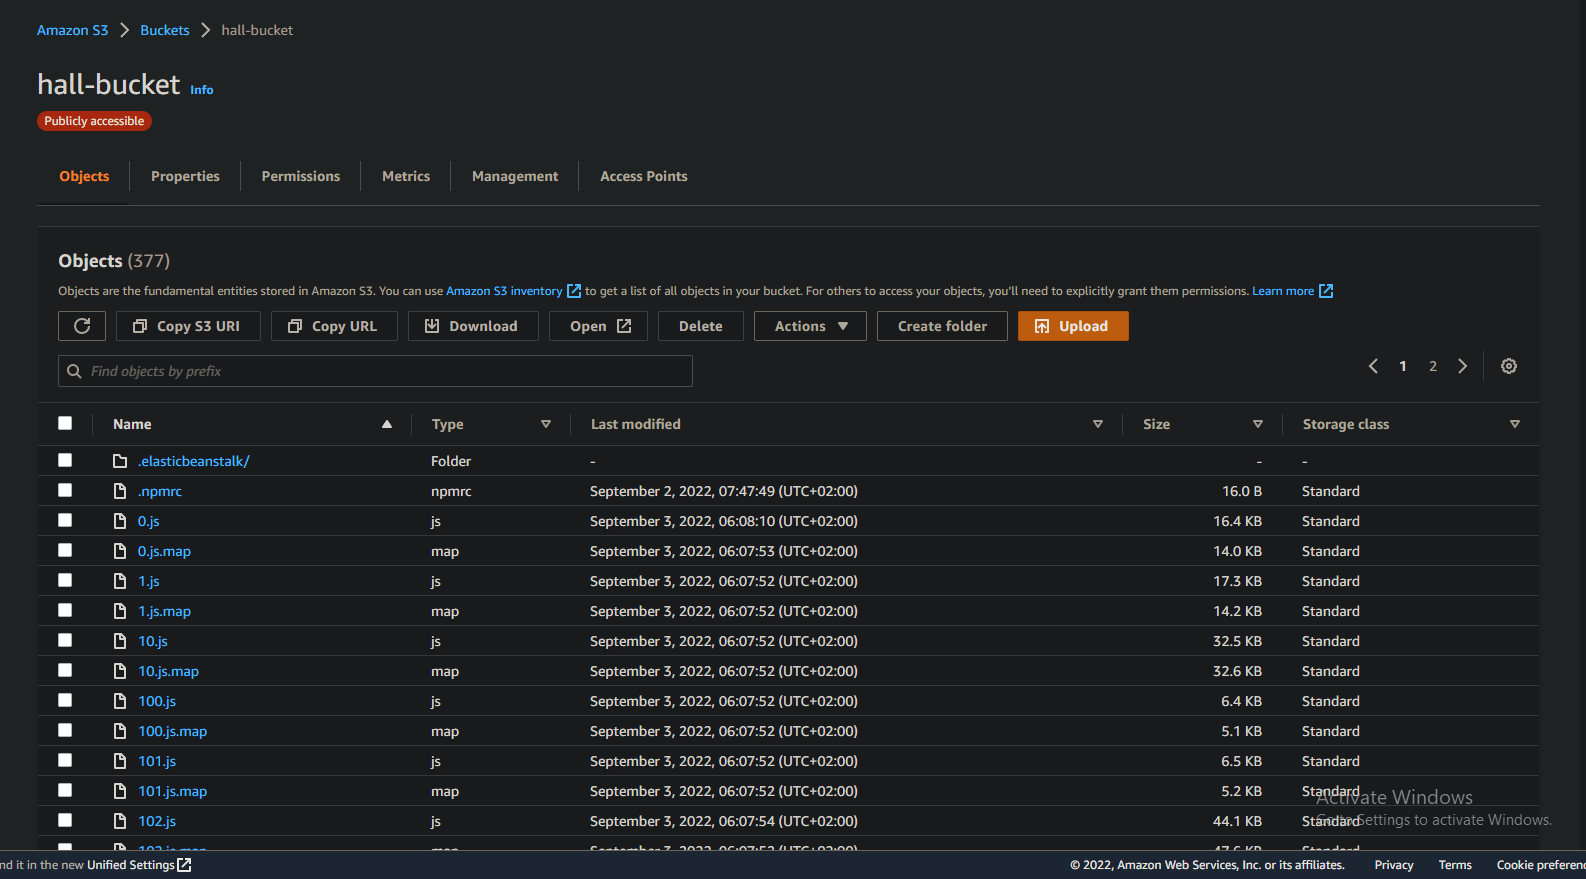 Amazon S3 > Buckets > hall-bucket
hall-bucket Info
Publicly accessible
Objects Properties Permissions Metrics Management Access Points
Objects (377)
Objects are the fundamental entities stored in Amazon S3. You can use Amazon S3 inventory to get a list of all objects in your bucket. For others to access your objects, you'll need to explicitly grant them permissions. Learn more
Copy S3 URI Copy URL Download Open Delete Actions Create folder Upload
Find objects by prefix
1 2
Name Type Last modified Size Storage class
.elasticbeanstalk/ Folder - - -
.npmrc npmrc September 2, 2022, 07:47:49 (UTC+02:00) 16.0 B Standard
0.js js September 3, 2022, 06:08:10 (UTC+02:00) 16.4 KB Standard
0.js.map map September 3, 2022, 06:07:53 (UTC+02:00) 14.0 KB Standard
1.js js September 3, 2022, 06:07:52 (UTC+02:00) 17.3 KB Standard
1.js.map map September 3, 2022, 06:07:52 (UTC+02:00) 14.2 KB Standard
10.js js September 3, 2022, 06:07:52 (UTC+02:00) 32.5 KB Standard
10.js.map map September 3, 2022, 06:07:52 (UTC+02:00) 32.6 KB Standard
100.js js September 3, 2022, 06:07:52 (UTC+02:00) 6.4 KB Standard
100.js.map map September 3, 2022, 06:07:52 (UTC+02:00) 5.1 KB Standard
101.js js September 3, 2022, 06:07:52 (UTC+02:00) 6.5 KB Standard
101.js.map map September 3, 2022, 06:07:52 (UTC+02:00) 5.2 KB Standard
Activate Windows
102.js js September 3, 2022, 06:07:54 (UTC+02:00) 44.1 KB Standard
Go to Settings to activate Windows.
nd it in the new Unified Settings © 2022, Amazon Web Services, Inc. or its affiliates. Privacy Terms Cookie preferen